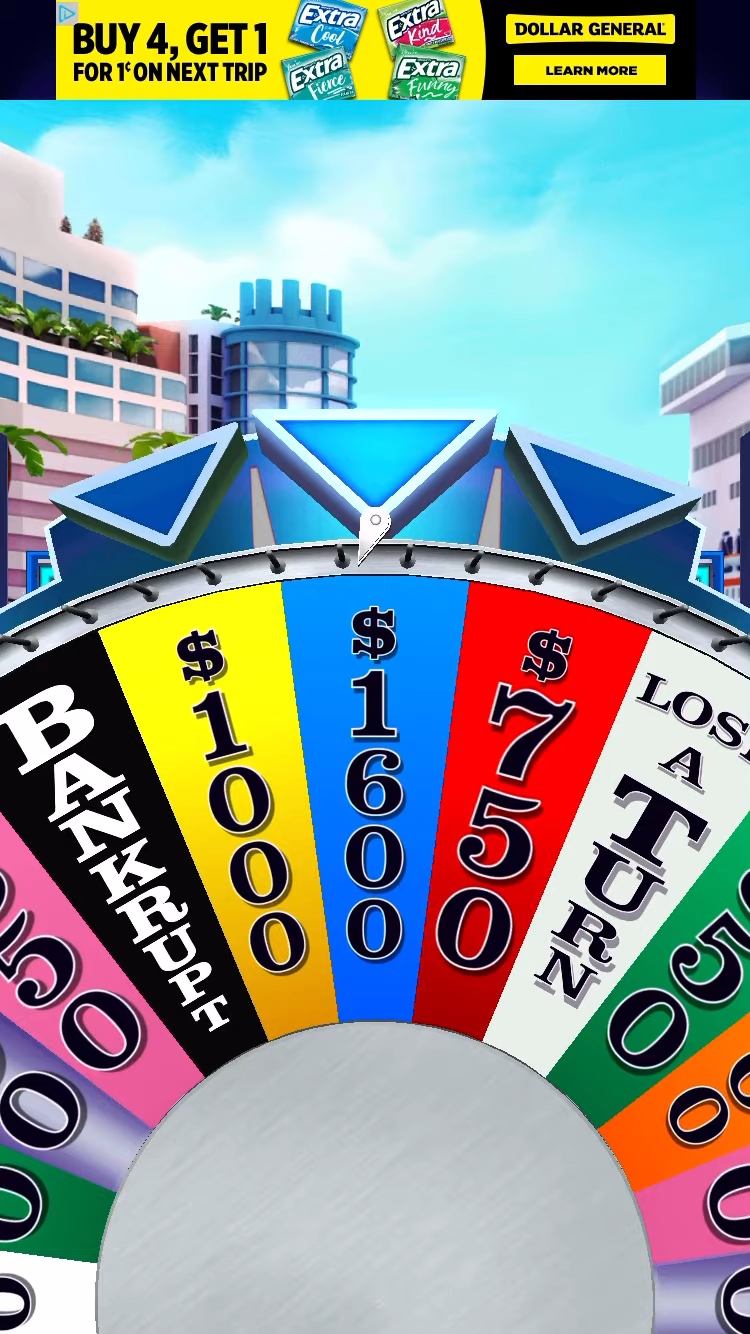 BUY 4, GET 1
FOR 1¢ ON NEXT TRIP
Extra
Cool
Extra
Kind
Extra
Fierce
Extra
Funny
DOLLAR GENERAL
LEARN MORE
BANKRUPT
$1000
$1600
$750
LOSE
A
TURN